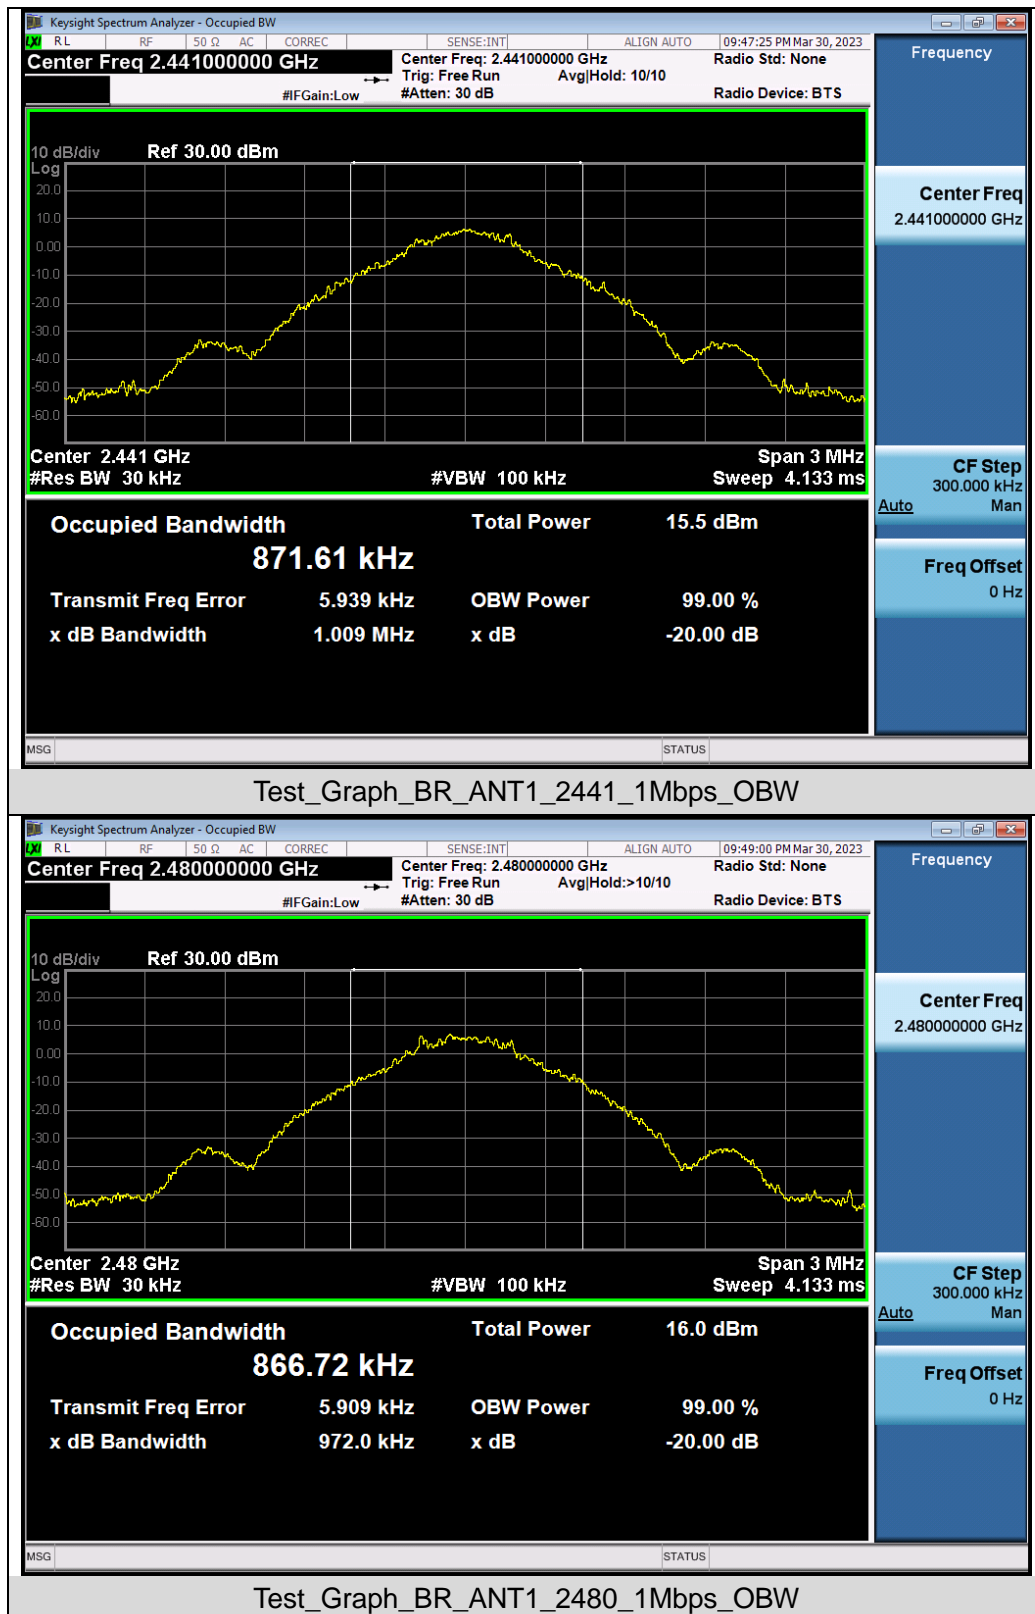 Keysight Spectrum Analyzer - Occupied BW
LXI RL RF 50 Ω AC CORREC SENSE:INT ALIGN AUTO 09:47:25 PM Mar 30, 2023
Center Freq 2.441000000 GHz
Center Freq: 2.441000000 GHz
Radio Std: None
Trig: Free Run Avg|Hold: 10/10
#IFGain:Low
#Atten: 30 dB
Radio Device: BTS
Frequency
10 dB/div Ref 30.00 dBm
Log
20.0
10.0
0.00
-10.0
-20.0
-30.0
-40.0
-50.0
-60.0
Center Freq
2.441000000 GHz
Center 2.441 GHz Span 3 MHz
#Res BW 30 kHz #VBW 100 kHz Sweep 4.133 ms
CF Step
300.000 kHz
Auto Man
Freq Offset
0 Hz
Occupied Bandwidth Total Power 15.5 dBm
871.61 kHz
Transmit Freq Error 5.939 kHz OBW Power 99.00 %
x dB Bandwidth 1.009 MHz x dB -20.00 dB
MSG STATUS
Test_Graph_BR_ANT1_2441_1Mbps_OBW
Keysight Spectrum Analyzer - Occupied BW
LXI RL RF 50 Ω AC CORREC SENSE:INT ALIGN AUTO 09:49:00 PM Mar 30, 2023
Center Freq 2.480000000 GHz
Center Freq: 2.480000000 GHz
Radio Std: None
Trig: Free Run Avg|Hold:>10/10
#IFGain:Low
#Atten: 30 dB
Radio Device: BTS
Frequency
10 dB/div Ref 30.00 dBm
Log
20.0
10.0
0.00
-10.0
-20.0
-30.0
-40.0
-50.0
-60.0
Center Freq
2.480000000 GHz
Center 2.48 GHz Span 3 MHz
#Res BW 30 kHz #VBW 100 kHz Sweep 4.133 ms
CF Step
300.000 kHz
Auto Man
Freq Offset
0 Hz
Occupied Bandwidth Total Power 16.0 dBm
866.72 kHz
Transmit Freq Error 5.909 kHz OBW Power 99.00 %
x dB Bandwidth 972.0 kHz x dB -20.00 dB
MSG STATUS
Test_Graph_BR_ANT1_2480_1Mbps_OBW